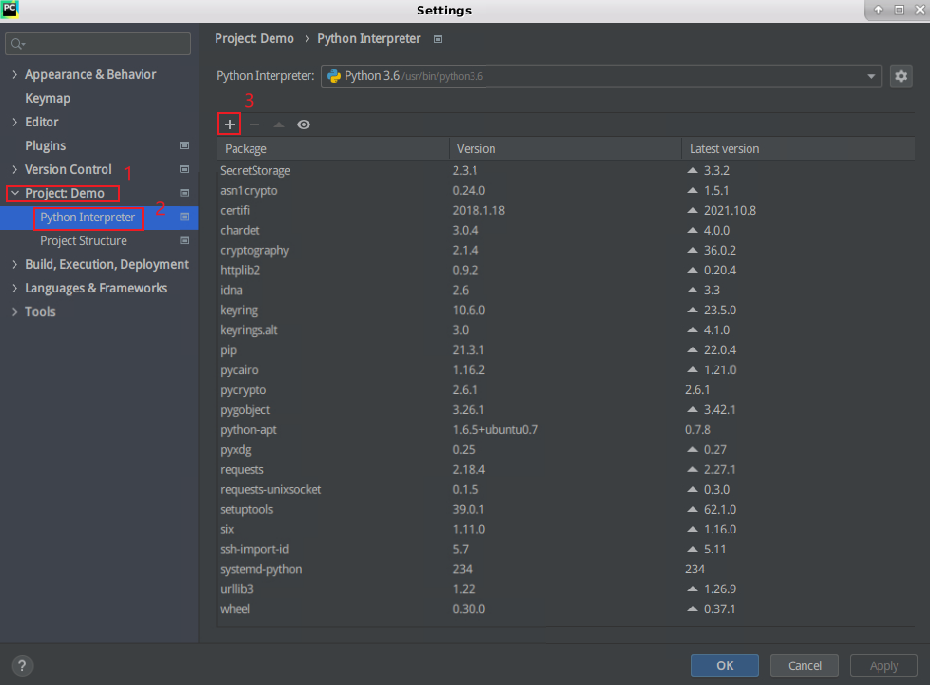 PC
Settings
Project: Demo › Python Interpreter
Python Interpreter: Python 3.6 /usr/bin/python3.6
Appearance & Behavior
Keymap
Editor
Plugins
Version Control
1
Project: Demo
Python Interpreter
2
Project Structure
Build, Execution, Deployment
Languages & Frameworks
Tools
3
+ −
Package Version Latest version
SecretStorage 2.3.1 3.3.2
asn1crypto 0.24.0 1.5.1
certifi 2018.1.18 2021.10.8
chardet 3.0.4 4.0.0
cryptography 2.1.4 36.0.2
httplib2 0.9.2 0.20.4
idna 2.6 3.3
keyring 10.6.0 23.5.0
keyrings.alt 3.0 4.1.0
pip 21.3.1 22.0.4
pycairo 1.16.2 1.21.0
pycrypto 2.6.1 2.6.1
pygobject 3.26.1 3.42.1
python-apt 1.6.5+ubuntu0.7 0.7.8
pyxdg 0.25 0.27
requests 2.18.4 2.27.1
requests-unixsocket 0.1.5 0.3.0
setuptools 39.0.1 62.1.0
six 1.11.0 1.16.0
ssh-import-id 5.7 5.11
systemd-python 234 234
urllib3 1.22 1.26.9
wheel 0.30.0 0.37.1
? OK Cancel Apply